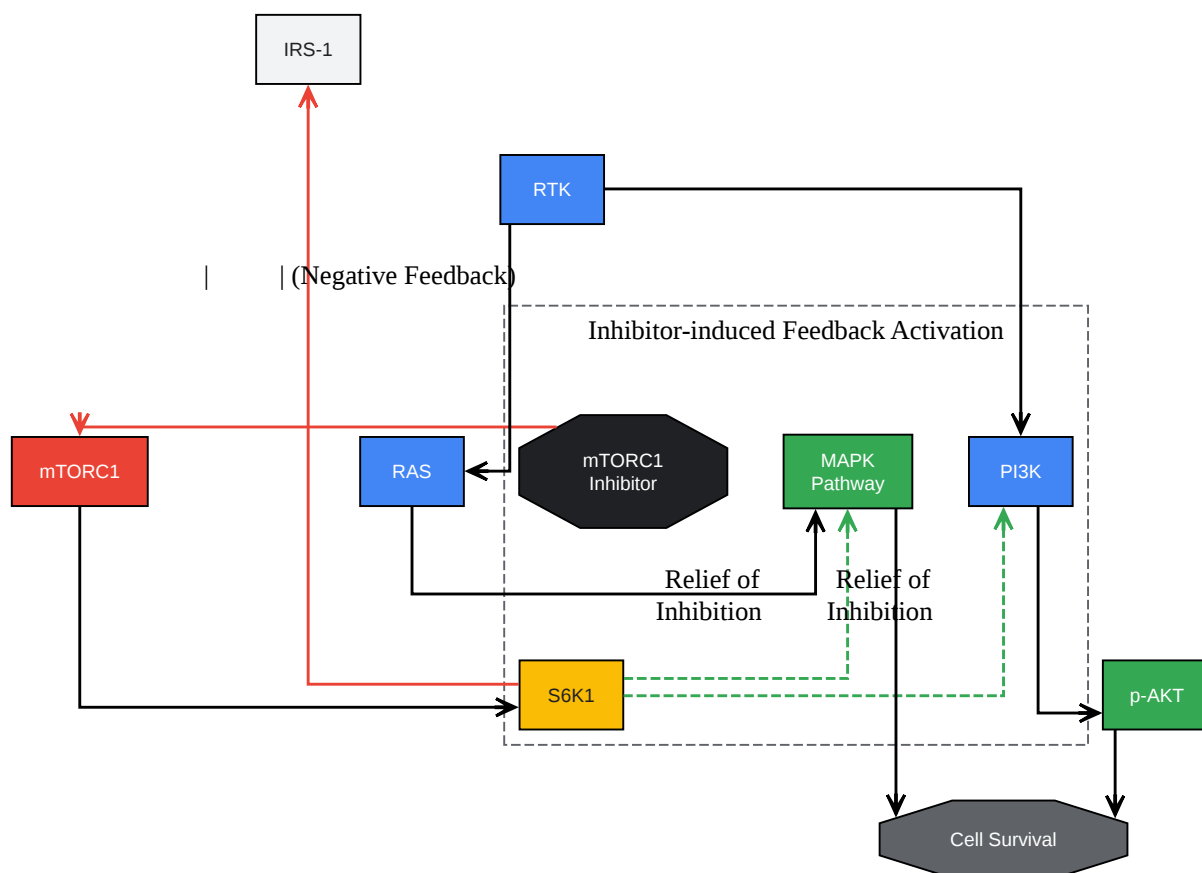 IRS-1
RTK
| | (Negative Feedback)
Inhibitor-induced Feedback Activation
mTORC1
RAS
mTORC1
Inhibitor
MAPK
Pathway
PI3K
Relief of
Inhibition
Relief of
Inhibition
S6K1
p-AKT
Cell Survival